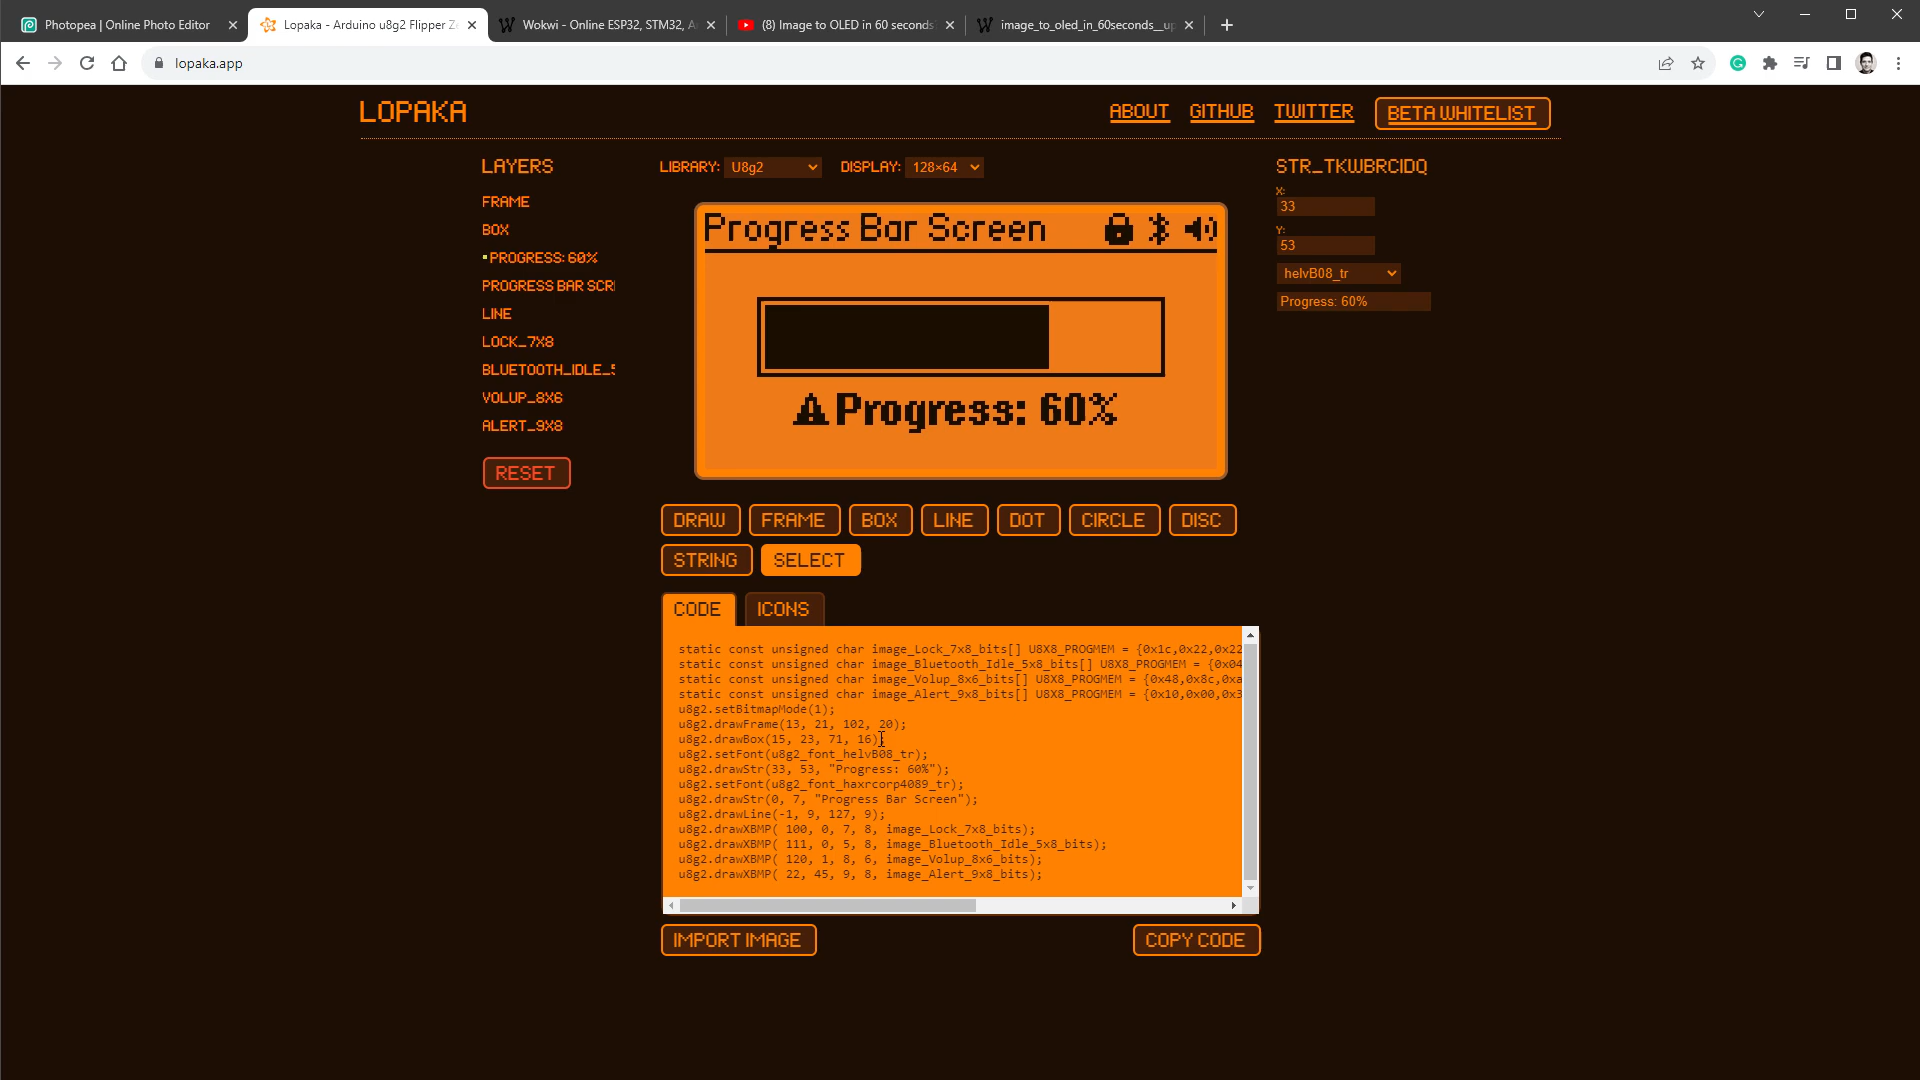 Photopea | Online Photo Editor
Lopaka - Arduino u8g2 Flipper Ze
Wokwi - Online ESP32, STM32, A
(8) Image to OLED in 60 seconds
image_to_oled_in_60seconds__up
lopaka.app
LOPAKA
ABOUT
GITHUB
TWITTER
BETA WHITELIST
LAYERS
FRAME
BOX
PROGRESS: 60%
PROGRESS BAR SCRE
LINE
LOCK_7X8
BLUETOOTH_IDLE_5
VOLUP_8X6
ALERT_9X8
RESET
LIBRARY: U8g2
DISPLAY: 128×64
Progress Bar Screen
Progress: 60%
DRAW
FRAME
BOX
LINE
DOT
CIRCLE
DISC
STRING
SELECT
CODE
ICONS
static const unsigned char image_Lock_7x8_bits[] U8X8_PROGMEM = {0x1c,0x22,0x22
static const unsigned char image_Bluetooth_Idle_5x8_bits[] U8X8_PROGMEM = {0x04
static const unsigned char image_Volup_8x6_bits[] U8X8_PROGMEM = {0x48,0x8c,0xa
static const unsigned char image_Alert_9x8_bits[] U8X8_PROGMEM = {0x10,0x00,0x3
u8g2.setBitmapMode(1);
u8g2.drawFrame(13, 21, 102, 20);
u8g2.drawBox(15, 23, 71, 16);
u8g2.setFont(u8g2_font_helvB08_tr);
u8g2.drawStr(33, 53, "Progress: 60%");
u8g2.setFont(u8g2_font_haxrcorp4089_tr);
u8g2.drawStr(0, 7, "Progress Bar Screen");
u8g2.drawLine(-1, 9, 127, 9);
u8g2.drawXBMP( 100, 0, 7, 8, image_Lock_7x8_bits);
u8g2.drawXBMP( 111, 0, 5, 8, image_Bluetooth_Idle_5x8_bits);
u8g2.drawXBMP( 120, 1, 8, 6, image_Volup_8x6_bits);
u8g2.drawXBMP( 22, 45, 9, 8, image_Alert_9x8_bits);
IMPORT IMAGE
COPY CODE
STR_TKWBRCIDQ
X:
33
Y:
53
helvB08_tr
Progress: 60%